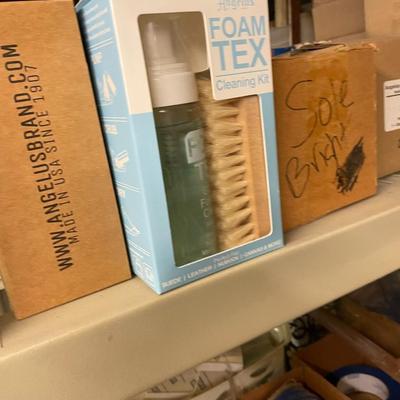 WWW.ANGELUSBRAND.COM
MADE IN USA SINCE 1907
Angelus
FOAM
TEX
Cleaning Kit
SUEDE | LEATHER | NUBUCK | CANVAS & MORE
Sole
Bright